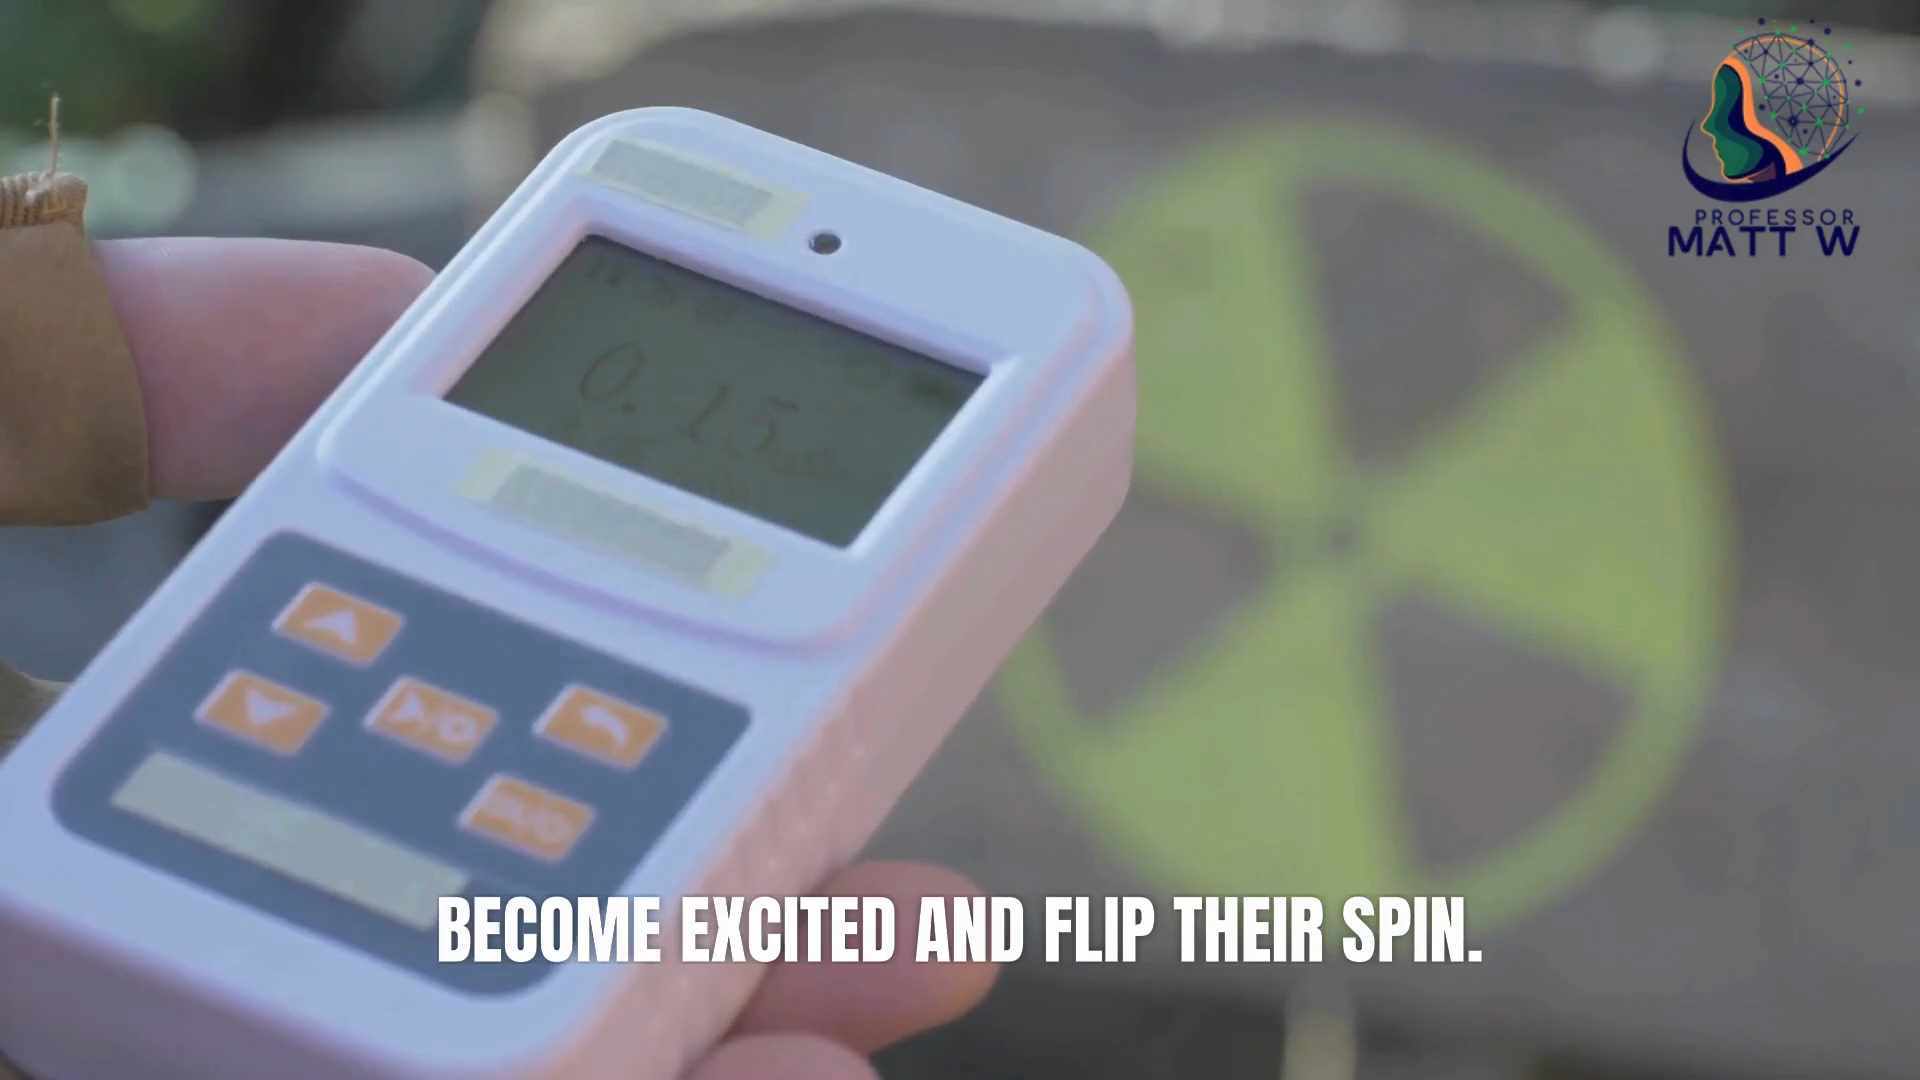 PROFESSOR
MATT W
0.15
BECOME EXCITED AND FLIP THEIR SPIN.